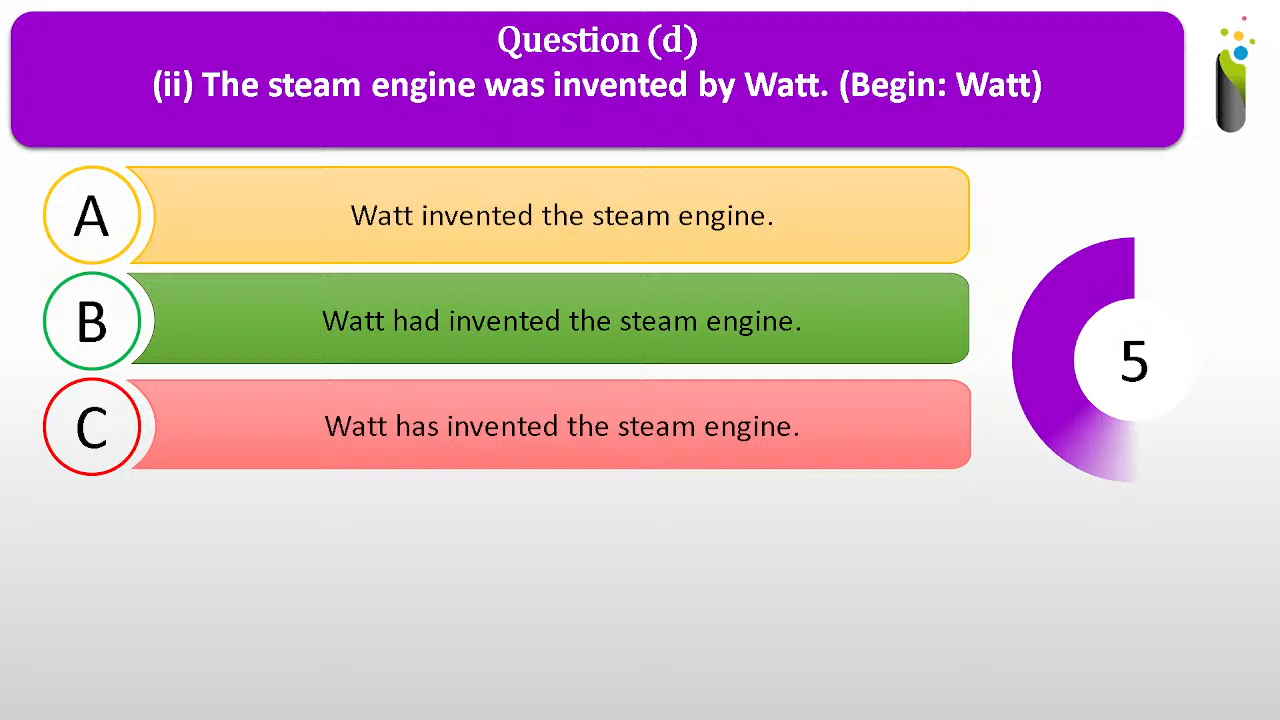 Question (d)
(ii) The steam engine was invented by Watt. (Begin: Watt)
A
Watt invented the steam engine.
B
Watt had invented the steam engine.
C
Watt has invented the steam engine.
5